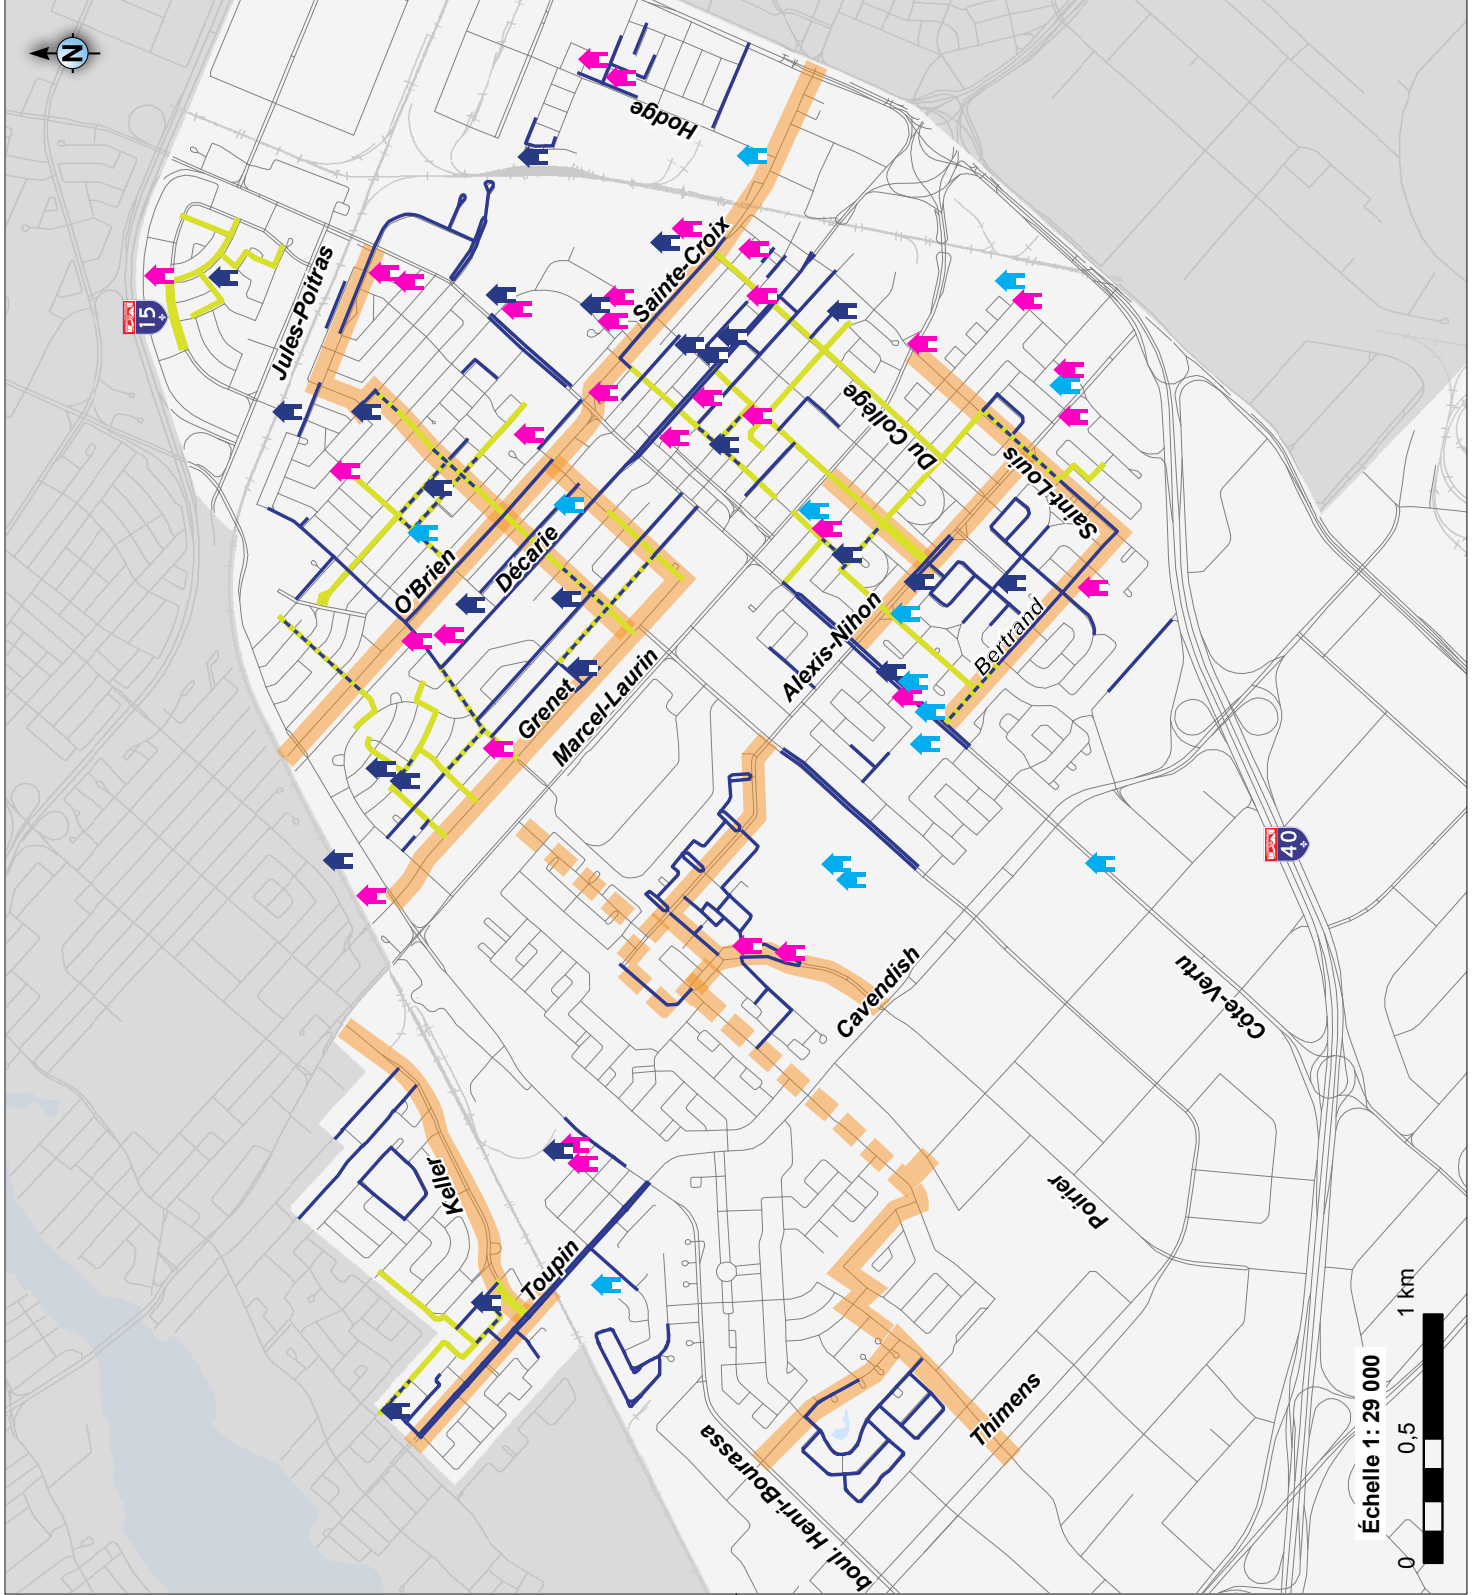 N
15
Jules-Poitras
Hodge
Sainte-Croix
O'Brien
Décarie
Du Collège
Saint-Louis
Grenet
Marcel-Laurin
Alexis-Nihon
Bertrand
Cavendish
40
Côte-Vertu
Keller
Toupin
Poirier
Thimens
boul. Henri-Bourassa
Échelle 1: 29 000
0
0,5
1 km